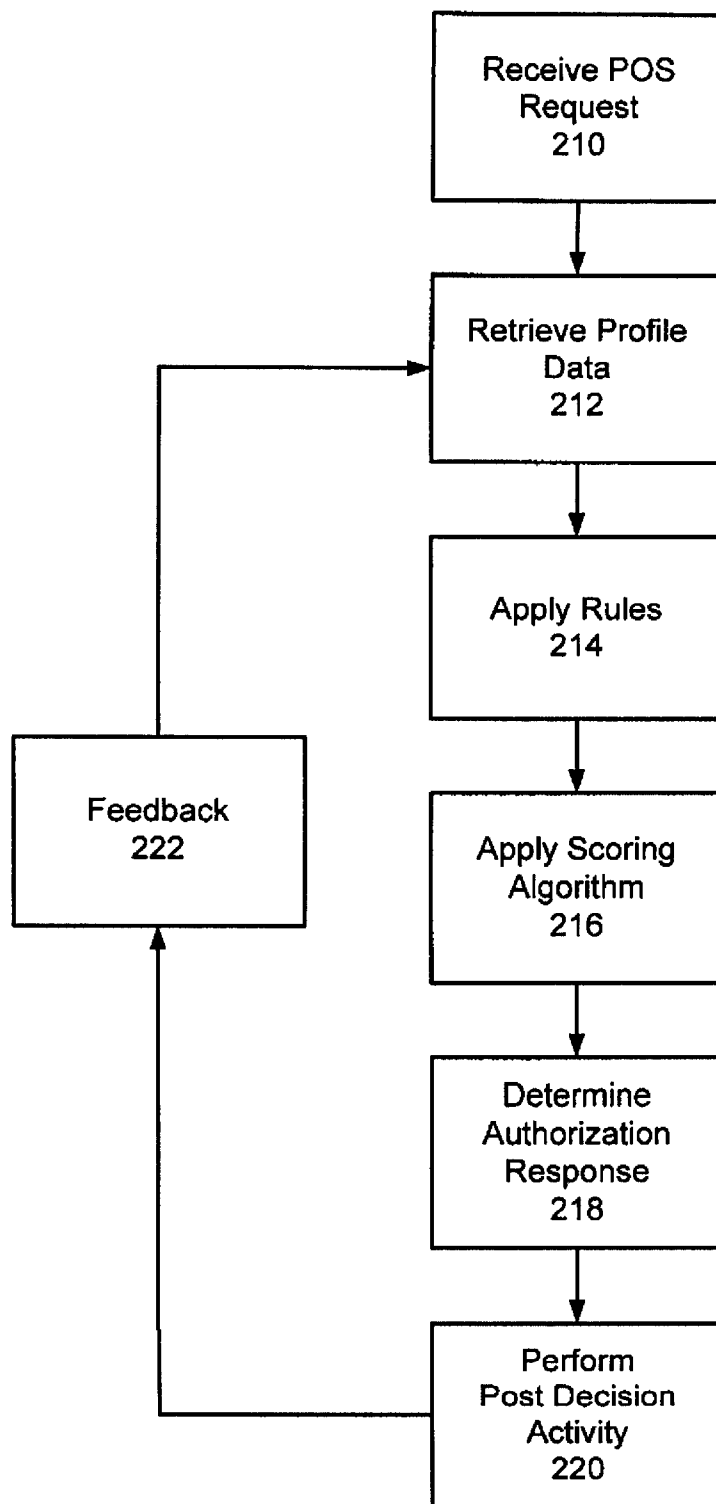 Receive POS
Request
210
Retrieve Profile
Data
212
Apply Rules
214
Feedback
222
Apply Scoring
Algorithm
216
Determine
Authorization
Response
218
Perform
Post Decision
Activity
220